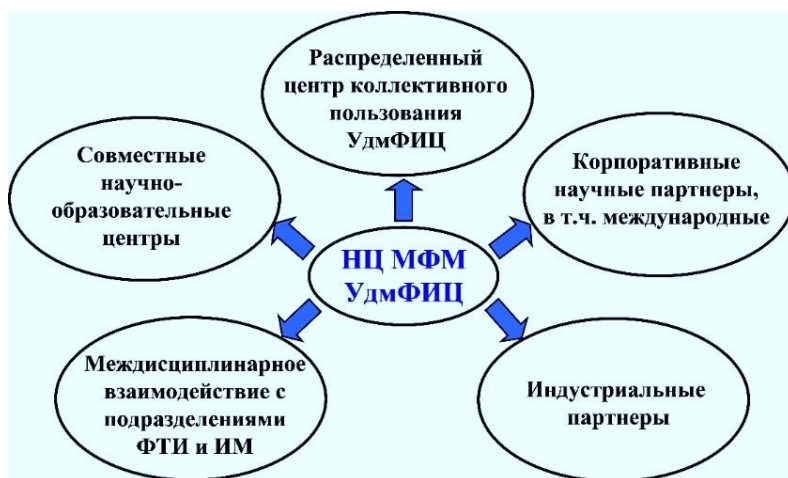 Распределенный
центр коллективного
пользования
УдмФИЦ
Совместные
научно-
образовательные
центры
Корпоративные
научные партнеры,
в т.ч. международные
НЦ МФМ
УдмФИЦ
Междисциплинарное
взаимодействие с
подразделениями
ФТИ и ИМ
Индустриальные
партнеры